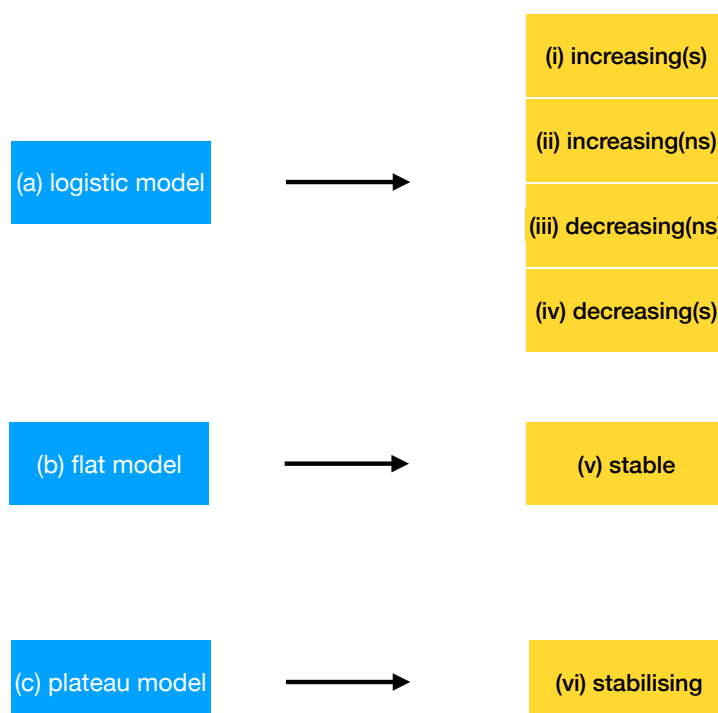 (i) increasing(s)
(ii) increasing(ns)
(a) logistic model
(iii) decreasing(ns)
(iv) decreasing(s)
(b) flat model
(v) stable
(c) plateau model
(vi) stabilising